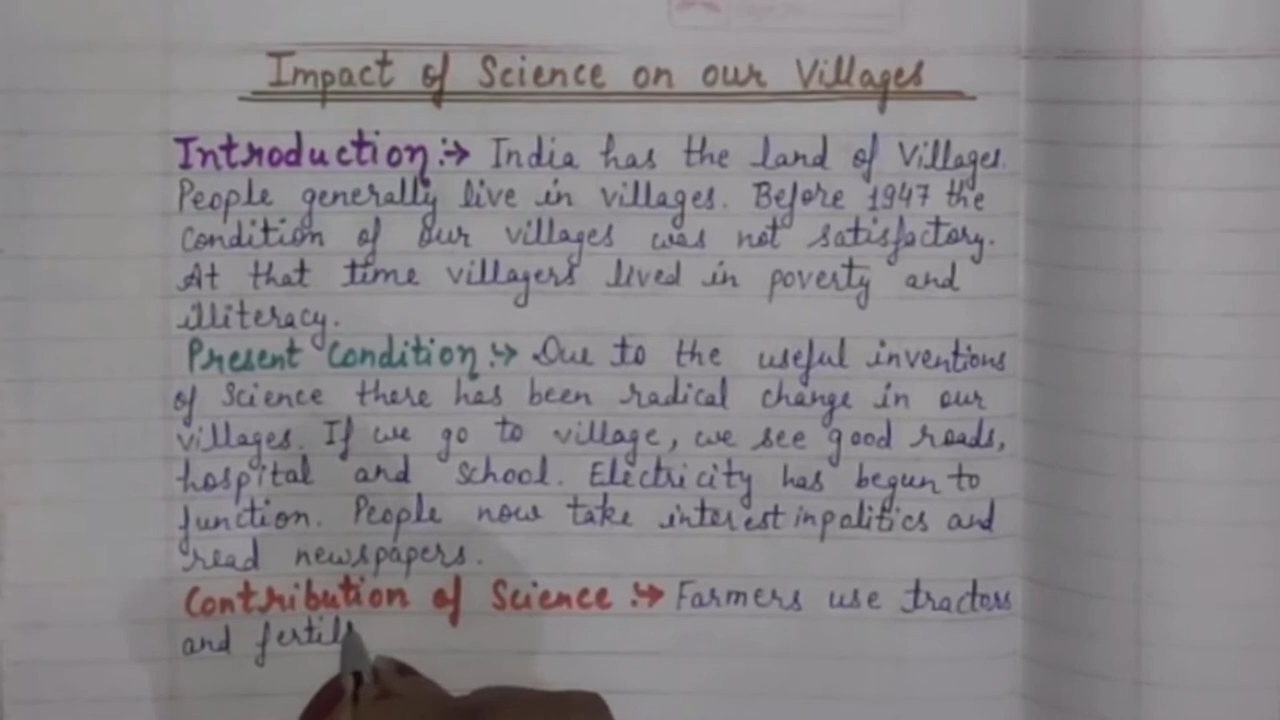 Impact of Science on our Villages
Introduction :→ India has the land of Villages.
People generally live in villages. Before 1947 the
condition of our villages was not satisfactory.
At that time villagers lived in poverty and
illiteracy.
Present Condition :→ Due to the useful inventions
of Science there has been radical change in our
villages. If we go to village, we see good roads,
hospital and school. Electricity has begun to
function. People now take interest in politics and
read newspapers.
Contribution of Science :→ Farmers use tractors
and fertil